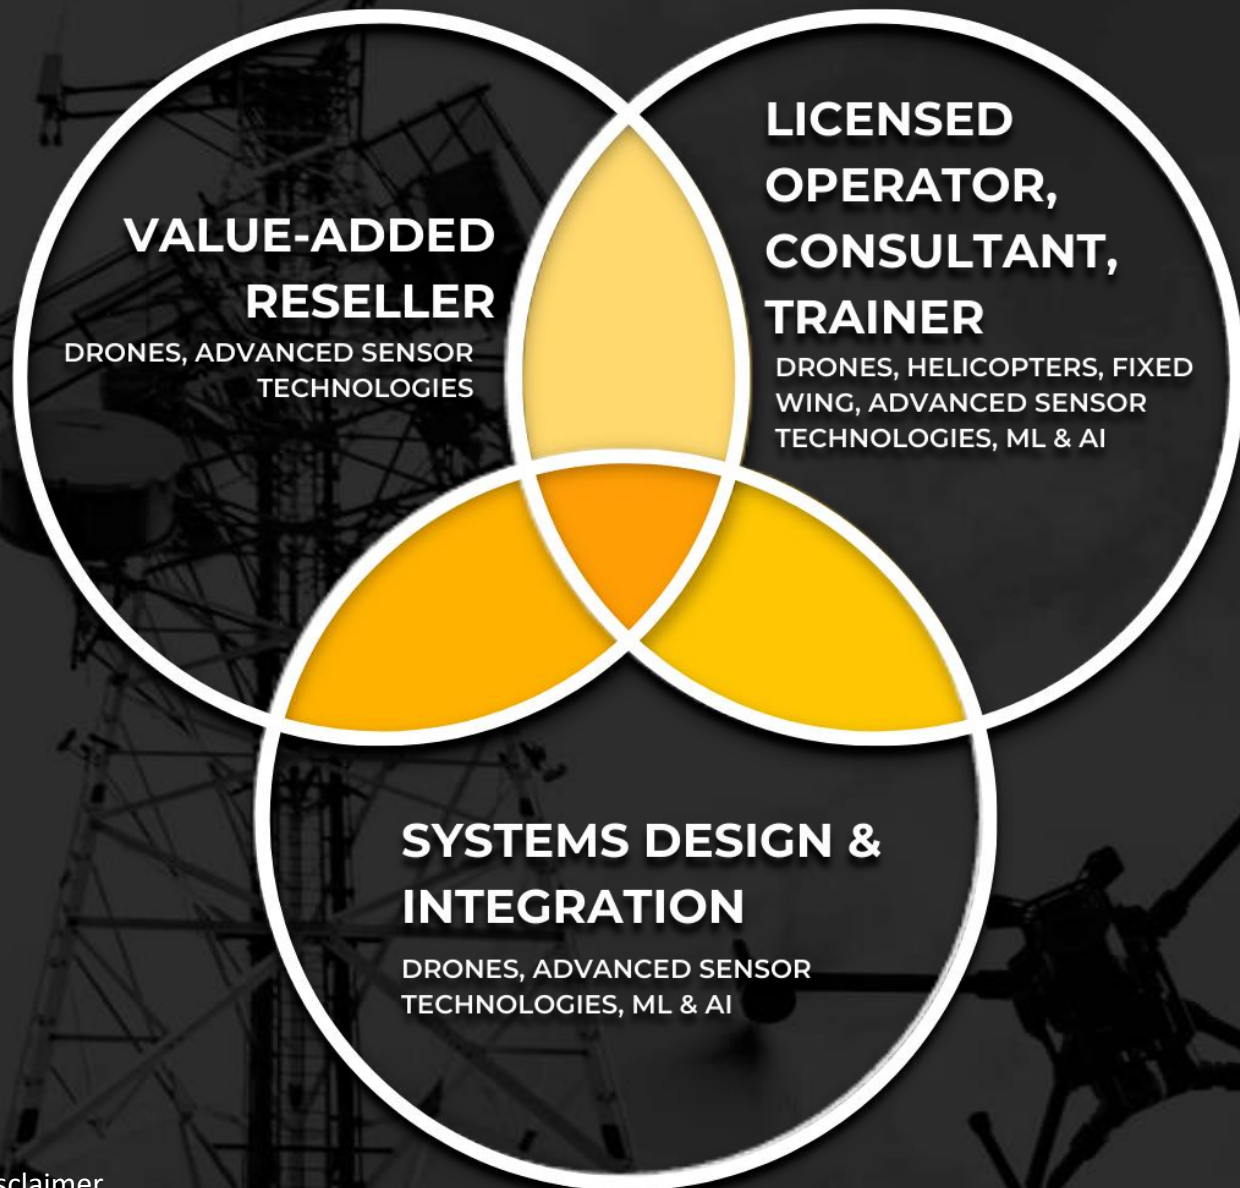 VALUE-ADDED
RESELLER
DRONES, ADVANCED SENSOR
TECHNOLOGIES
LICENSED
OPERATOR,
CONSULTANT,
TRAINER
DRONES, HELICOPTERS, FIXED
WING, ADVANCED SENSOR
TECHNOLOGIES, ML & AI
SYSTEMS DESIGN &
INTEGRATION
DRONES, ADVANCED SENSOR
TECHNOLOGIES, ML & AI
sclaimer